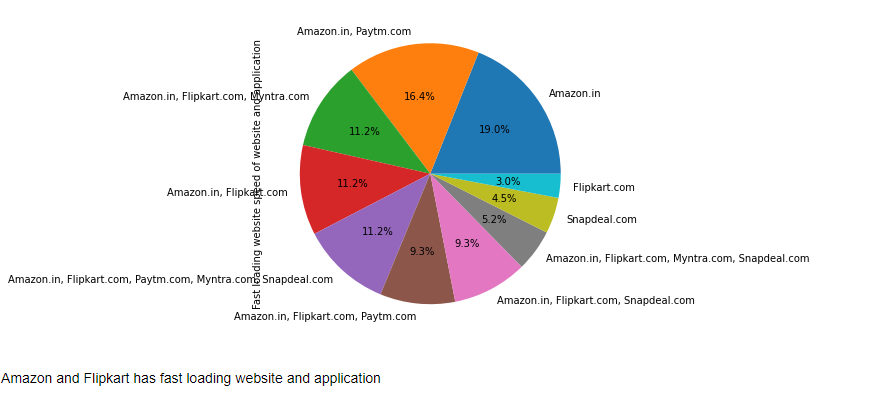 Amazon.in, Paytm.com
Amazon.in
Amazon.in, Flipkart.com, Myntra.com
Amazon.in, Flipkart.com
Amazon.in, Flipkart.com, Paytm.com, Myntra.com, Snapdeal.com
Amazon.in, Flipkart.com, Paytm.com
Amazon.in, Flipkart.com, Snapdeal.com
Amazon.in, Flipkart.com, Myntra.com, Snapdeal.com
Snapdeal.com
Flipkart.com
16.4%
19.0%
11.2%
11.2%
11.2%
9.3%
9.3%
5.2%
4.5%
3.0%
Fast loading website speed of website and application
Amazon and Flipkart has fast loading website and application